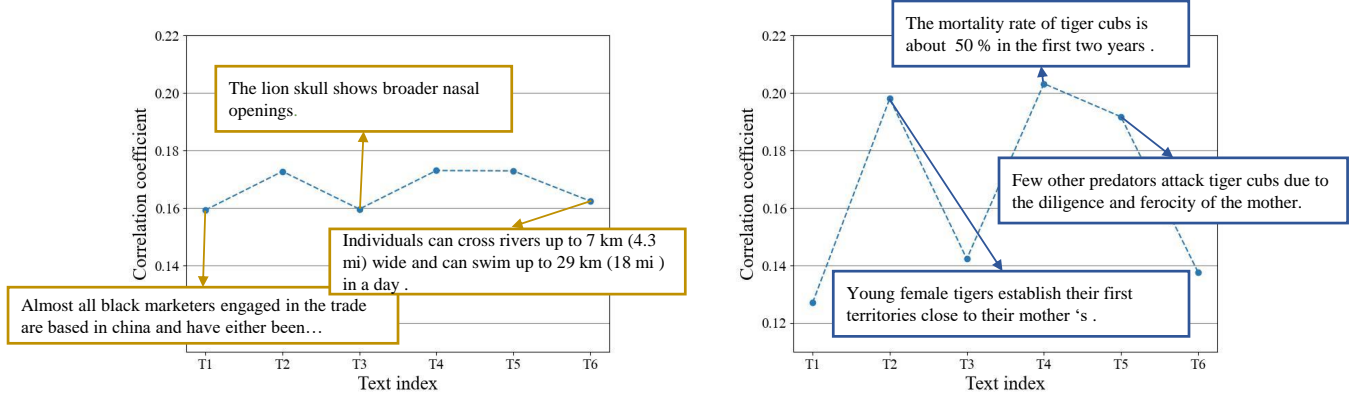 0.22
0.20
0.18
0.16
0.14
Correlation coefficient
The lion skull shows broader nasal
openings.
Individuals can cross rivers up to 7 km (4.3
mi) wide and can swim up to 29 km (18 mi )
in a day .
Almost all black marketers engaged in the trade
are based in china and have either been…
T1 T2 T3 T4 T5 T6
Text index
0.22
0.20
0.18
0.16
0.14
0.12
Correlation coefficient
The mortality rate of tiger cubs is
about 50 % in the first two years .
Few other predators attack tiger cubs due to
the diligence and ferocity of the mother.
Young female tigers establish their first
territories close to their mother ‘s .
T1 T2 T3 T4 T5 T6
Text index